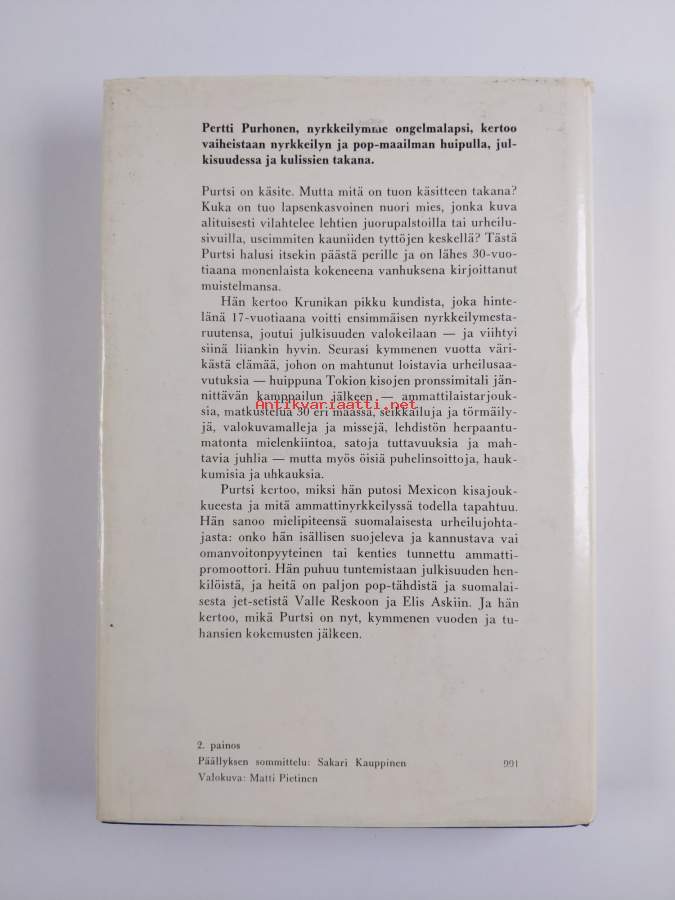 Pertti Purhonen, nyrkkeilymme ongelmalapsi, kertoo
vaiheistaan nyrkkeilyn ja pop-maailman huipulla, jul-
kisuudessa ja kulissien takana.
Purtsi on käsite. Mutta mitä on tuon käsitteen takana?
Kuka on tuo lapsenkasvoinen nuori mies, jonka kuva
alituisesti vilahtelee lehtien juorupalstoilla tai urheilu-
sivuilla, useimmiten kauniiden tyttöjen keskellä? Tästä
Purtsi halusi itsekin päästä perille ja on lähes 30-vuo-
tiaana monenlaista kokeneena vanhuksena kirjoittanut
muistelmansa.
Hän kertoo Krunikan pikku kundista, joka hinte-
länä 17-vuotiaana voitti ensimmäisen nyrkkeilymesta-
ruutensa, joutui julkisuuden valokeilaan — ja viihtyi
siinä liiankin hyvin. Seurasi kymmenen vuotta väri-
kästä elämää, johon on mahtunut loistavia urheilusaa-
vutuksia — huippuna Tokion kisojen pronssimitali jän-
nittävän kamppailun jälkeen — ammattilaistarjouk-
Antikvariaatti.net
sia, matkustelua 30 eri maassa, seikkailuja ja törmäily-
jä, valokuvamalleja ja missejä, lehdistön herpaantu-
matonta mielenkiintoa, satoja tuttavuuksia ja mah-
tavia juhlia — mutta myös öisiä puhelinsoittoja, hauk-
kumisia ja uhkauksia.
Purtsi kertoo, miksi hän putosi Mexicon kisajouk-
kueesta ja mitä ammattinyrkkeilyssä todella tapahtuu.
Hän sanoo mielipiteensä suomalaisesta urheilujohta-
jasta: onko hän isällisen suojeleva ja kannustava vai
omanvoitonpyyteinen tai kenties tunnettu ammatti-
promoottori. Hän puhuu tuntemistaan julkisuuden hen-
kilöistä, ja heitä on paljon pop-tähdistä ja suomalai-
sesta jet-setistä Valle Reskoon ja Elis Askiin. Ja hän
kertoo, mikä Purtsi on nyt, kymmenen vuoden ja tu-
hansien kokemusten jälkeen.
2. painos
Päällyksen sommittelu: Sakari Kauppinen 991
Valokuva: Matti Pietinen